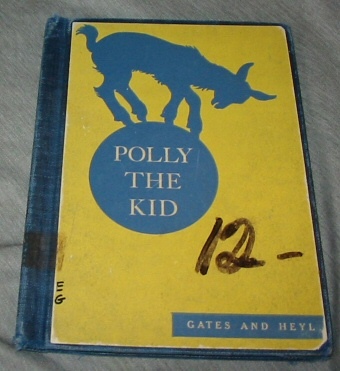 POLLY
THE
KID
12-
E
G
GATES AND HEYL